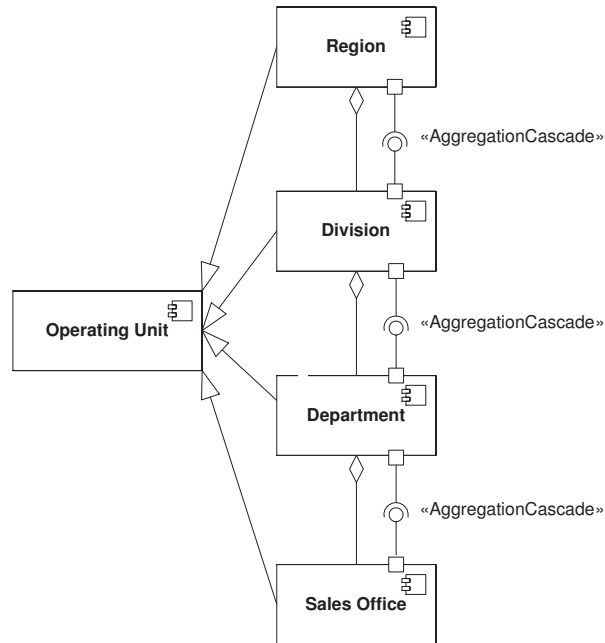 Region
«AggregationCascade»
Division
Operating Unit
«AggregationCascade»
Department
«AggregationCascade»
Sales Office